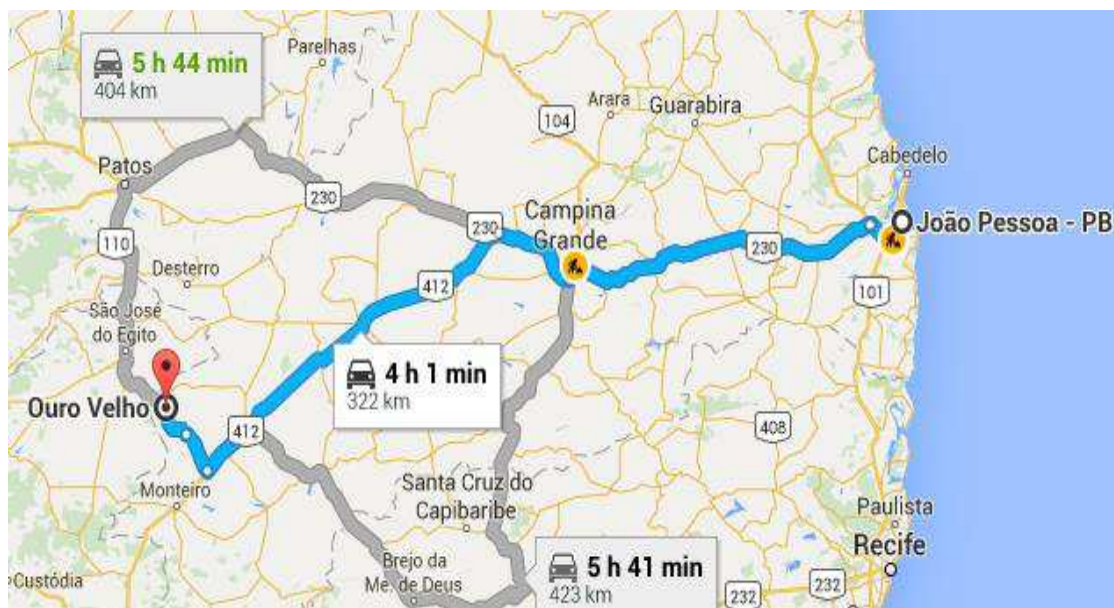 Parelhas
5 h 44 min
404 km
Arara
Guarabira
104
Cabedelo
Patos
230
Campina
Grande
230
João Pessoa - PB
230
110
Desterro
412
101
São José
do Egito
4 h 1 min
322 km
Ouro Velho
412
408
Monteiro
Santa Cruz do
Capibaribe
Paulista
Recife
Brejo da
Me. de Deus
5 h 41 min
423 km
Custódia
232
232